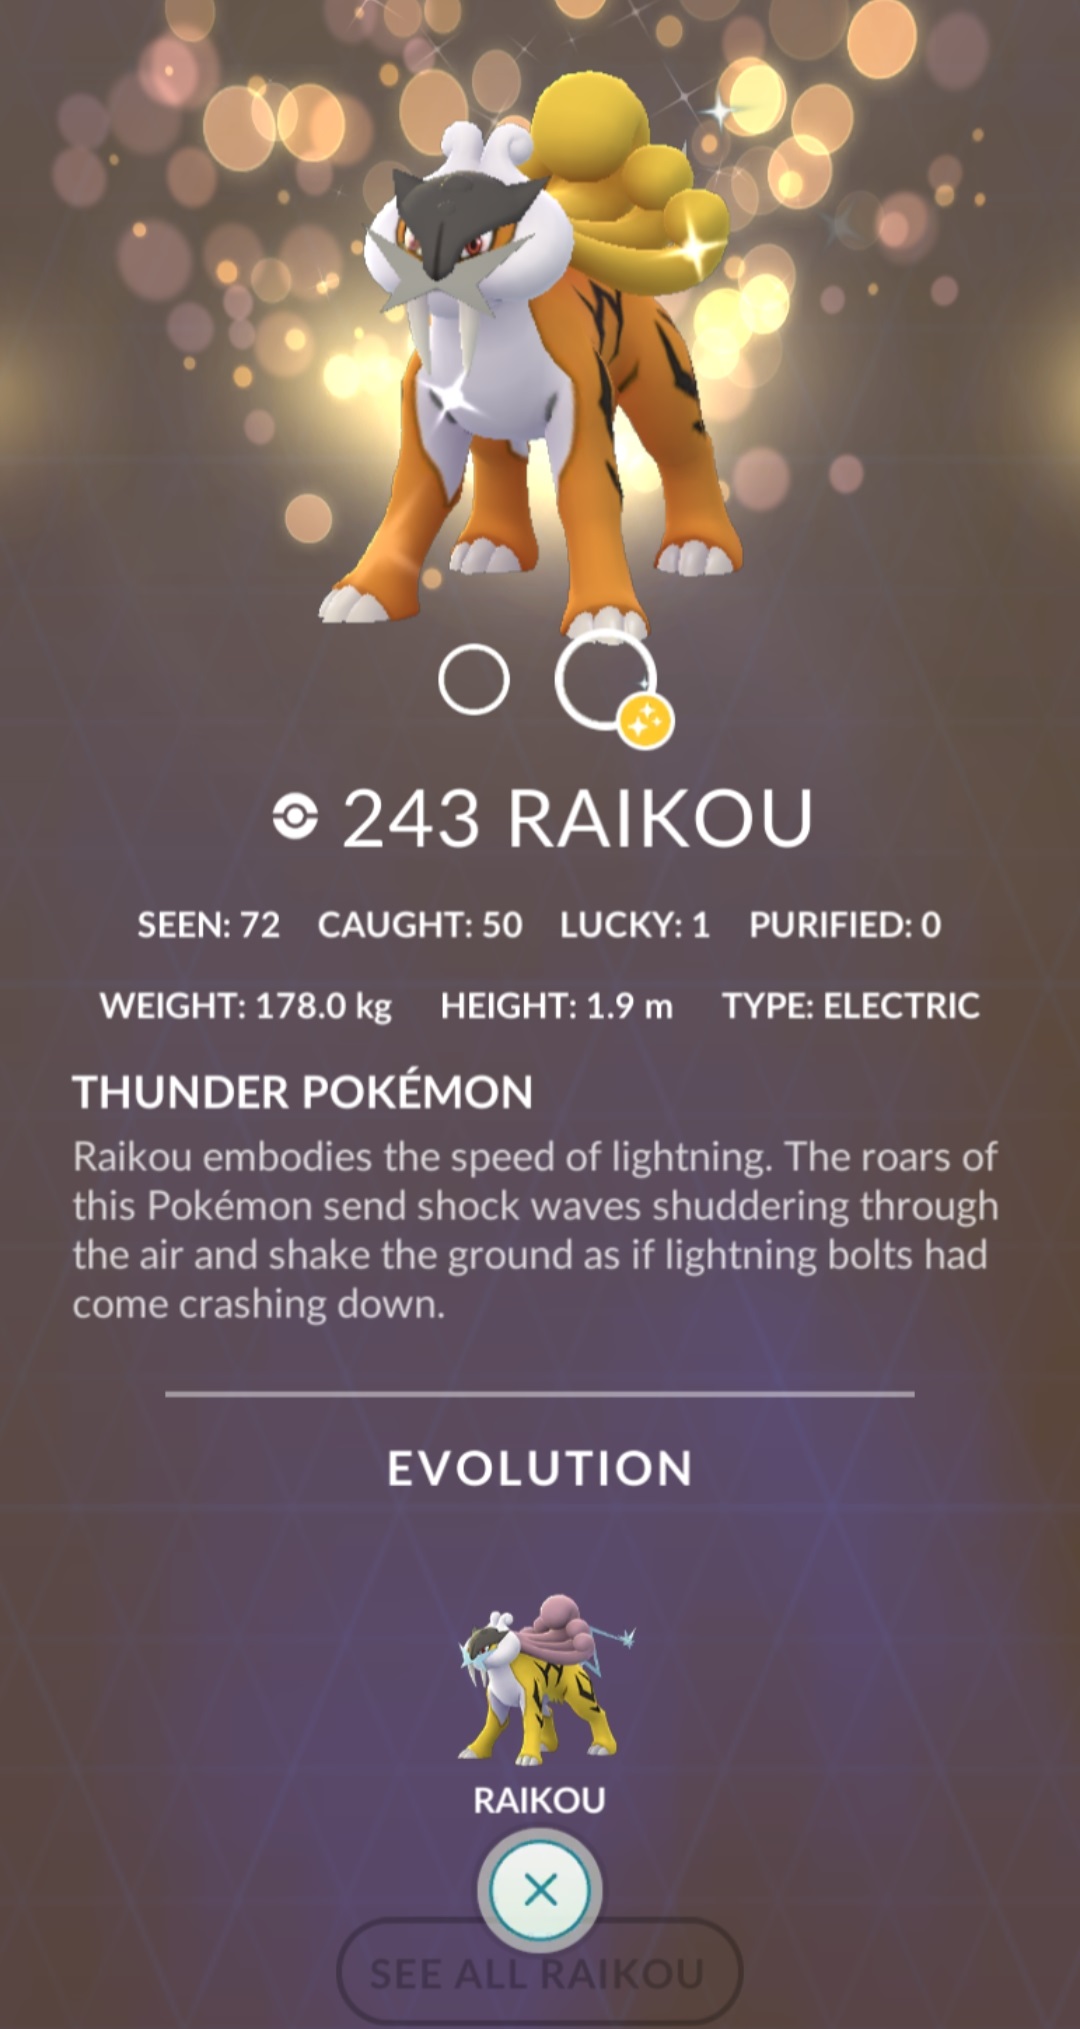 243 RAIKOU
SEEN: 72 CAUGHT: 50 LUCKY: 1 PURIFIED: 0
WEIGHT: 178.0 kg HEIGHT: 1.9 m TYPE: ELECTRIC
THUNDER POKÉMON
Raikou embodies the speed of lightning. The roars of
this Pokémon send shock waves shuddering through
the air and shake the ground as if lightning bolts had
come crashing down.
EVOLUTION
RAIKOU
SEE ALL RAIKOU